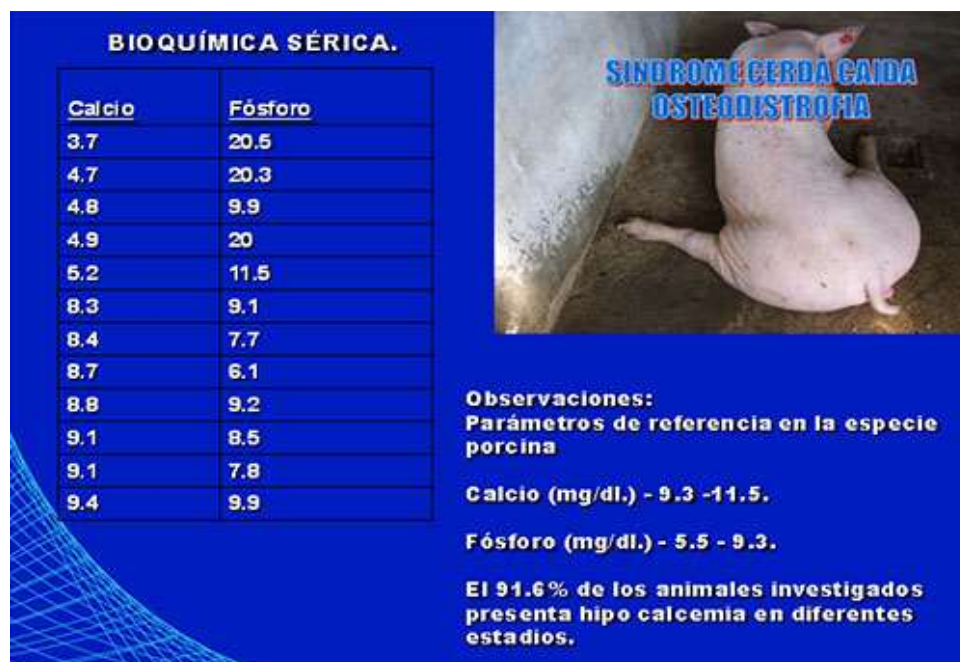 BIOQUÍMICA SÉRICA.
Calcio Fósforo
3.7 20.5
4.7 20.3
4.8 9.9
4.9 20
5.2 11.5
8.3 9.1
8.4 7.7
8.7 6.1
8.8 9.2
9.1 8.5
9.1 7.8
9.4 9.9
SINDROME CERDA CAIDA
OSTEODISTROFIA
Observaciones:
Parámetros de referencia en la especie
porcina
Calcio (mg/dl.) - 9.3 -11.5.
Fósforo (mg/dl.) - 5.5 - 9.3.
El 91.6% de los animales investigados
presenta hipo calcemia en diferentes
estadios.